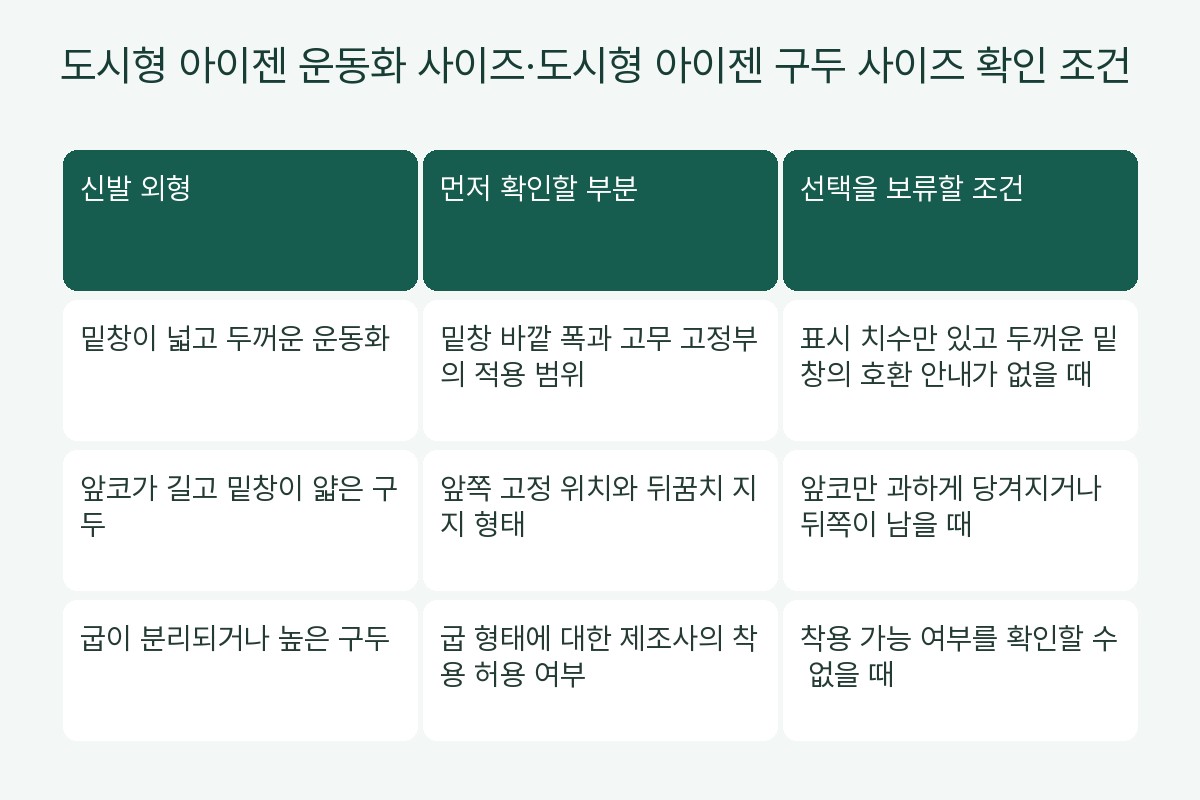 도시형 아이젠 운동화 사이즈·도시형 아이젠 구두 사이즈 확인 조건
신발 외형
먼저 확인할 부분
선택을 보류할 조건
밑창이 넓고 두꺼운 운동화
밑창 바깥 폭과 고무 고정부
의 적용 범위
표시 치수만 있고 두꺼운 밑
창의 호환 안내가 없을 때
앞코가 길고 밑창이 얇은 구
두
앞쪽 고정 위치와 뒤꿈치 지
지 형태
앞코만 과하게 당겨지거나
뒤쪽이 남을 때
굽이 분리되거나 높은 구두
굽 형태에 대한 제조사의 착
용 허용 여부
착용 가능 여부를 확인할 수
없을 때